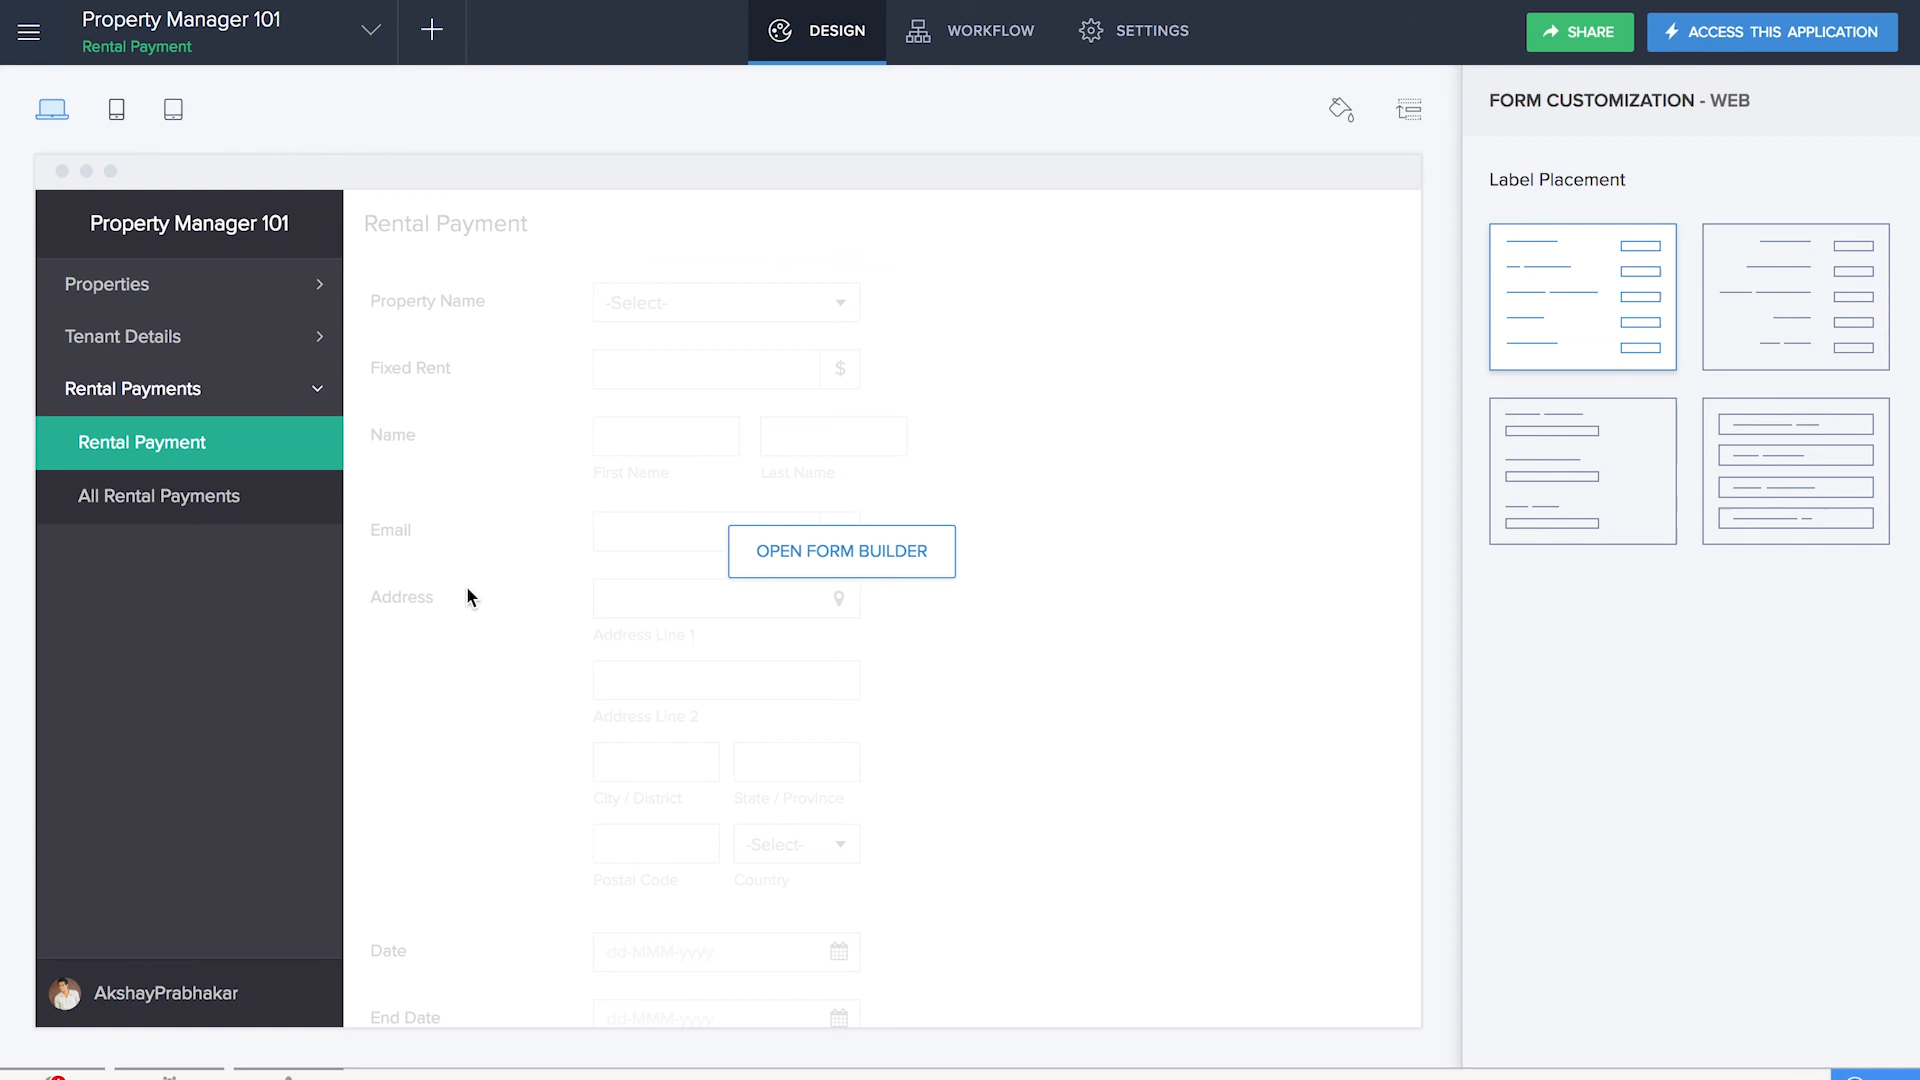 Property Manager 101
Rental Payment
DESIGN
WORKFLOW
SETTINGS
SHARE
ACCESS THIS APPLICATION
FORM CUSTOMIZATION - WEB
Label Placement
Property Manager 101
Properties
Tenant Details
Rental Payments
Rental Payment
All Rental Payments
AkshayPrabhakar
Rental Payment
Property Name
-Select-
Fixed Rent
$
Name
First Name
Last Name
Email
OPEN FORM BUILDER
Address
Address Line 1
Address Line 2
City / District
State / Province
-Select-
Postal Code
Country
Date
dd-MMM-yyyy
End Date
dd-MMM-yyyy